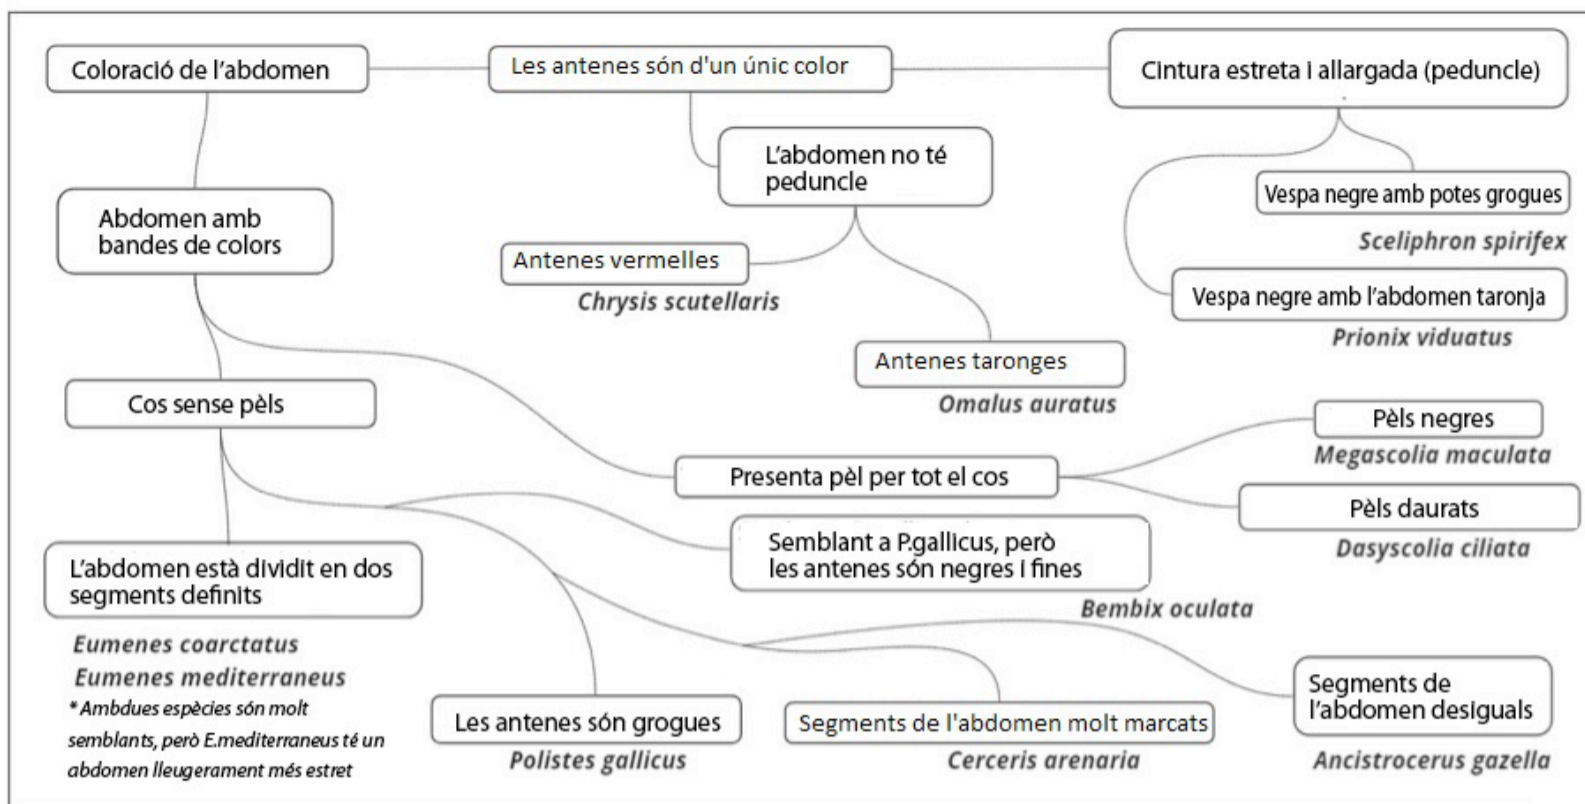 Coloració de l'abdomen
Les antenes són d'un únic color
Cintura estreta i allargada (peduncle)
L'abdomen no té
peduncle
Vespa negre amb potes grogues
Sceliphron spirifex
Abdomen amb
bandes de colors
Antenes vermelles
Chrysis scutellaris
Vespa negre amb l'abdomen taronja
Prionix viduatus
Antenes taronges
Omalus auratus
Cos sense pèls
Pèls negres
Megascolia maculata
Presenta pèl per tot el cos
Pèls daurats
Dasyscolia ciliata
Semblant a P.gallicus, però
les antenes són negres i fines
Bembix oculata
L'abdomen està dividit en dos
segments definits
Eumenes coarctatus
Eumenes mediterraneus
* Ambdues espècies són molt
semblants, però E.mediterraneus té un
abdomen lleugerament més estret
Les antenes són grogues
Polistes gallicus
Segments de l'abdomen molt marcats
Cerceris arenaria
Segments de
l'abdomen desiguals
Ancistrocerus gazella